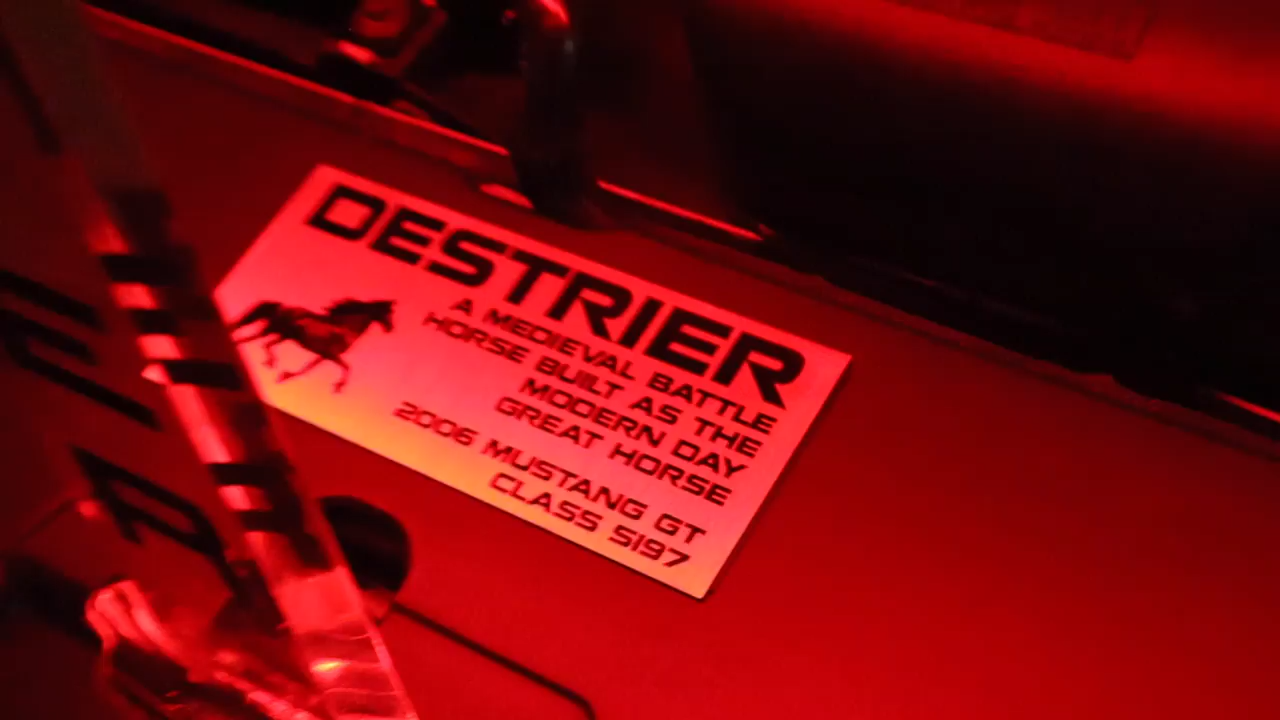 DESTRIER
A MEDIEVAL BATTLE
HORSE BUILT AS THE
MODERN DAY
GREAT HORSE
2006 MUSTANG GT
CLASS S197